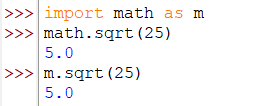 >>> import math as m
>>> math.sqrt(25)
5.0
>>> m.sqrt(25)
5.0